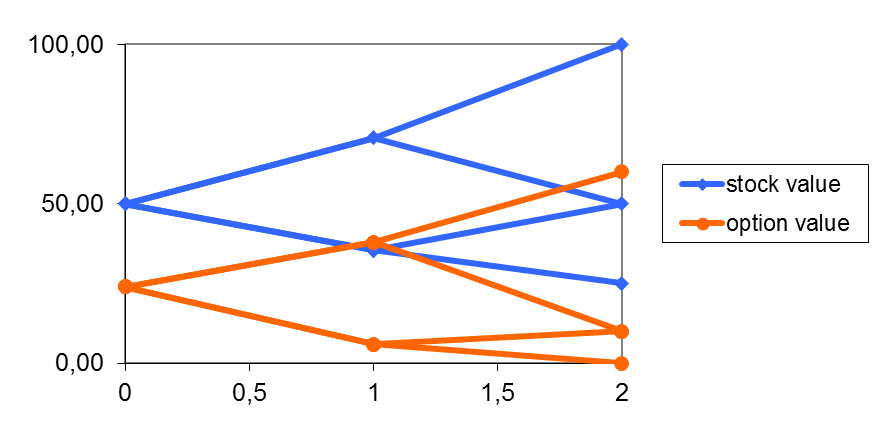 100,00
50,00
0,00
0 0,5 1 1,5 2
stock value
option value